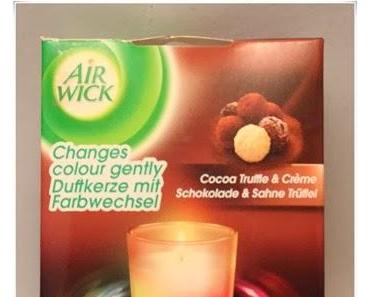 AIR
WICK
Changes
colour gently
Duftkerze mit
Farbwechsel
Cocoa Truffle & Crème
Schokolade & Sahne Trüffel